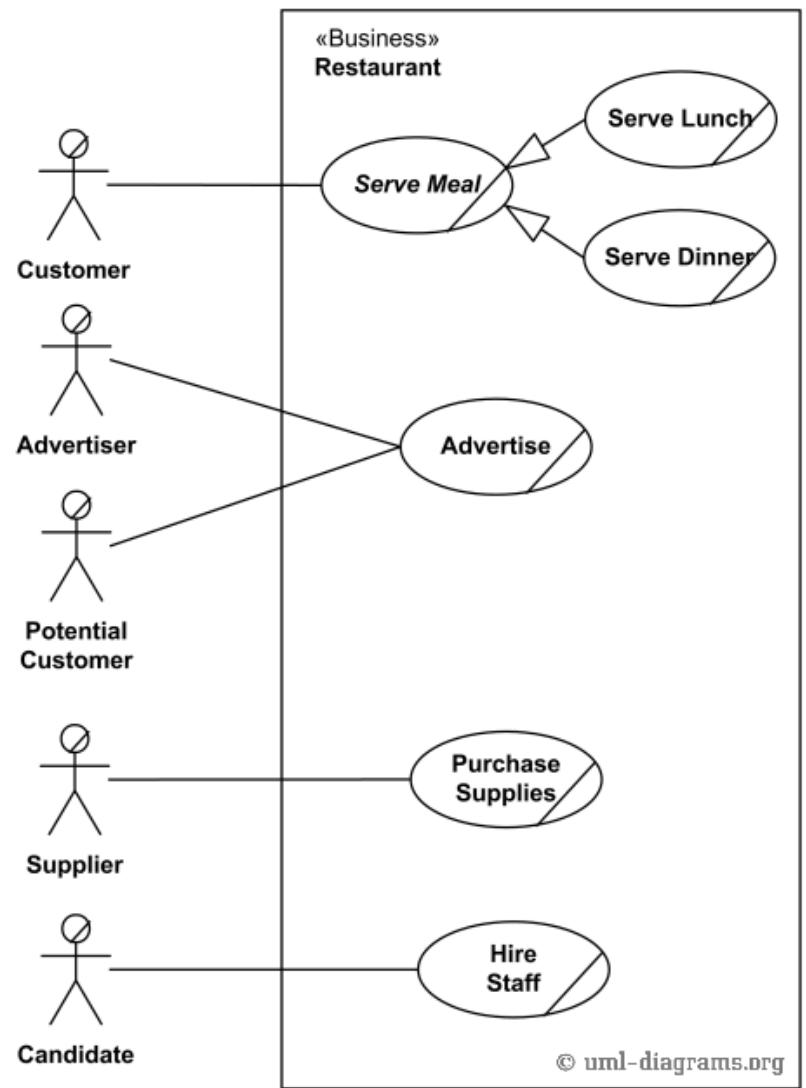 «Business»
Restaurant
Serve Lunch
Serve Meal
Serve Dinner
Customer
Advertiser
Advertise
Potential
Customer
Purchase
Supplies
Supplier
Hire
Staff
Candidate
© uml-diagrams.org